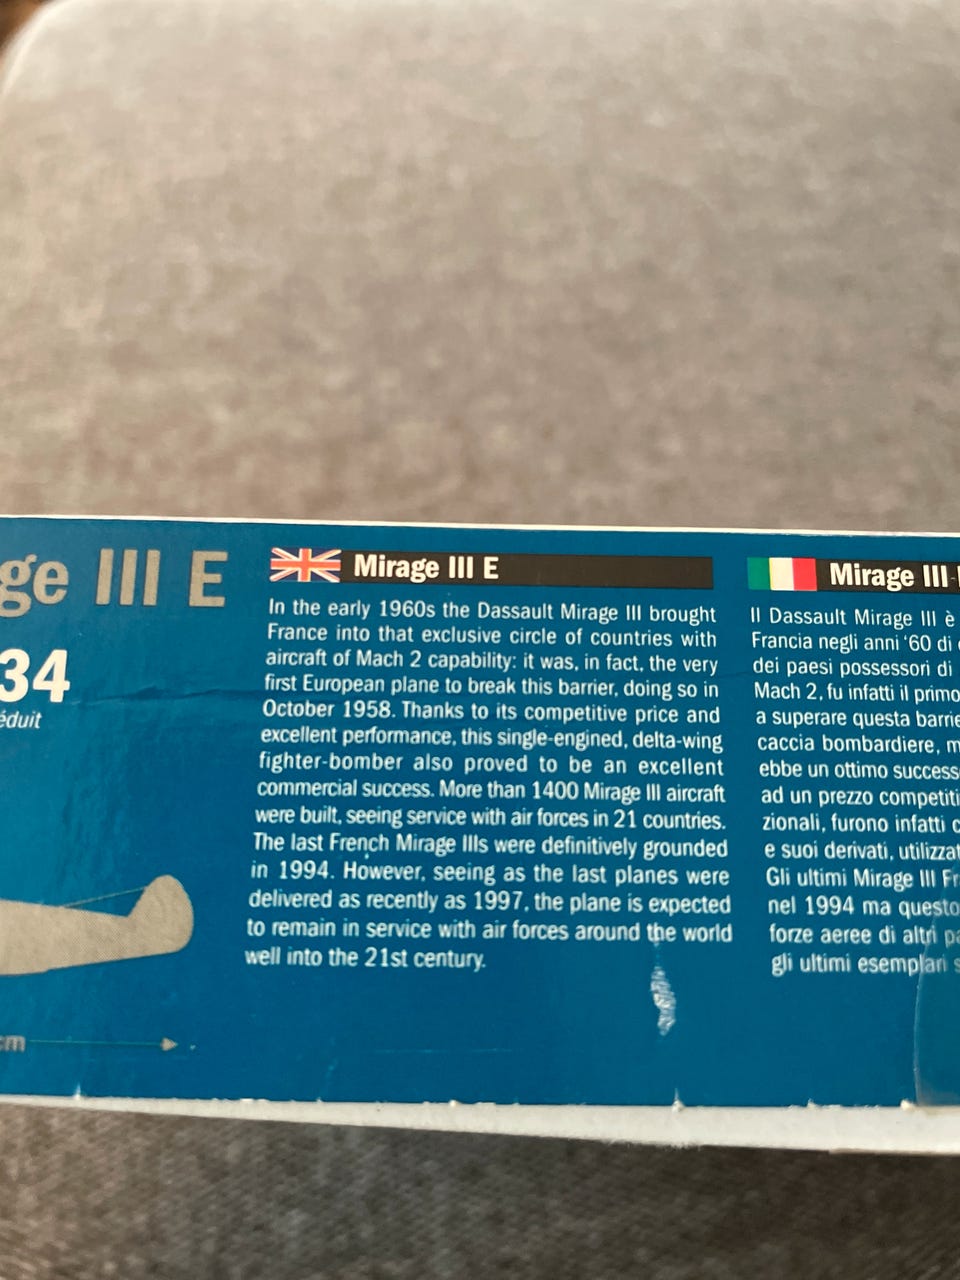 ge III E
34
éduit
cm
Mirage III E
In the early 1960s the Dassault Mirage III brought
France into that exclusive circle of countries with
aircraft of Mach 2 capability: it was, in fact, the very
first European plane to break this barrier, doing so in
October 1958. Thanks to its competitive price and
excellent performance, this single-engined, delta-wing
fighter-bomber also proved to be an excellent
commercial success. More than 1400 Mirage III aircraft
were built, seeing service with air forces in 21 countries.
The last French Mirage IIIs were definitively grounded
in 1994. However, seeing as the last planes were
delivered as recently as 1997, the plane is expected
to remain in service with air forces around the world
well into the 21st century.
Mirage III
Il Dassault Mirage III è
Francia negli anni '60 di
dei paesi possessori di
Mach 2, fu infatti il primo
a superare questa barrie
caccia bombardiere, m
ebbe un ottimo success
ad un prezzo competiti
zionali, furono infatti c
e suoi derivati, utilizzat
Gli ultimi Mirage III Fr
nel 1994 ma questo
forze aeree di altri pa
gli ultimi esemplari s